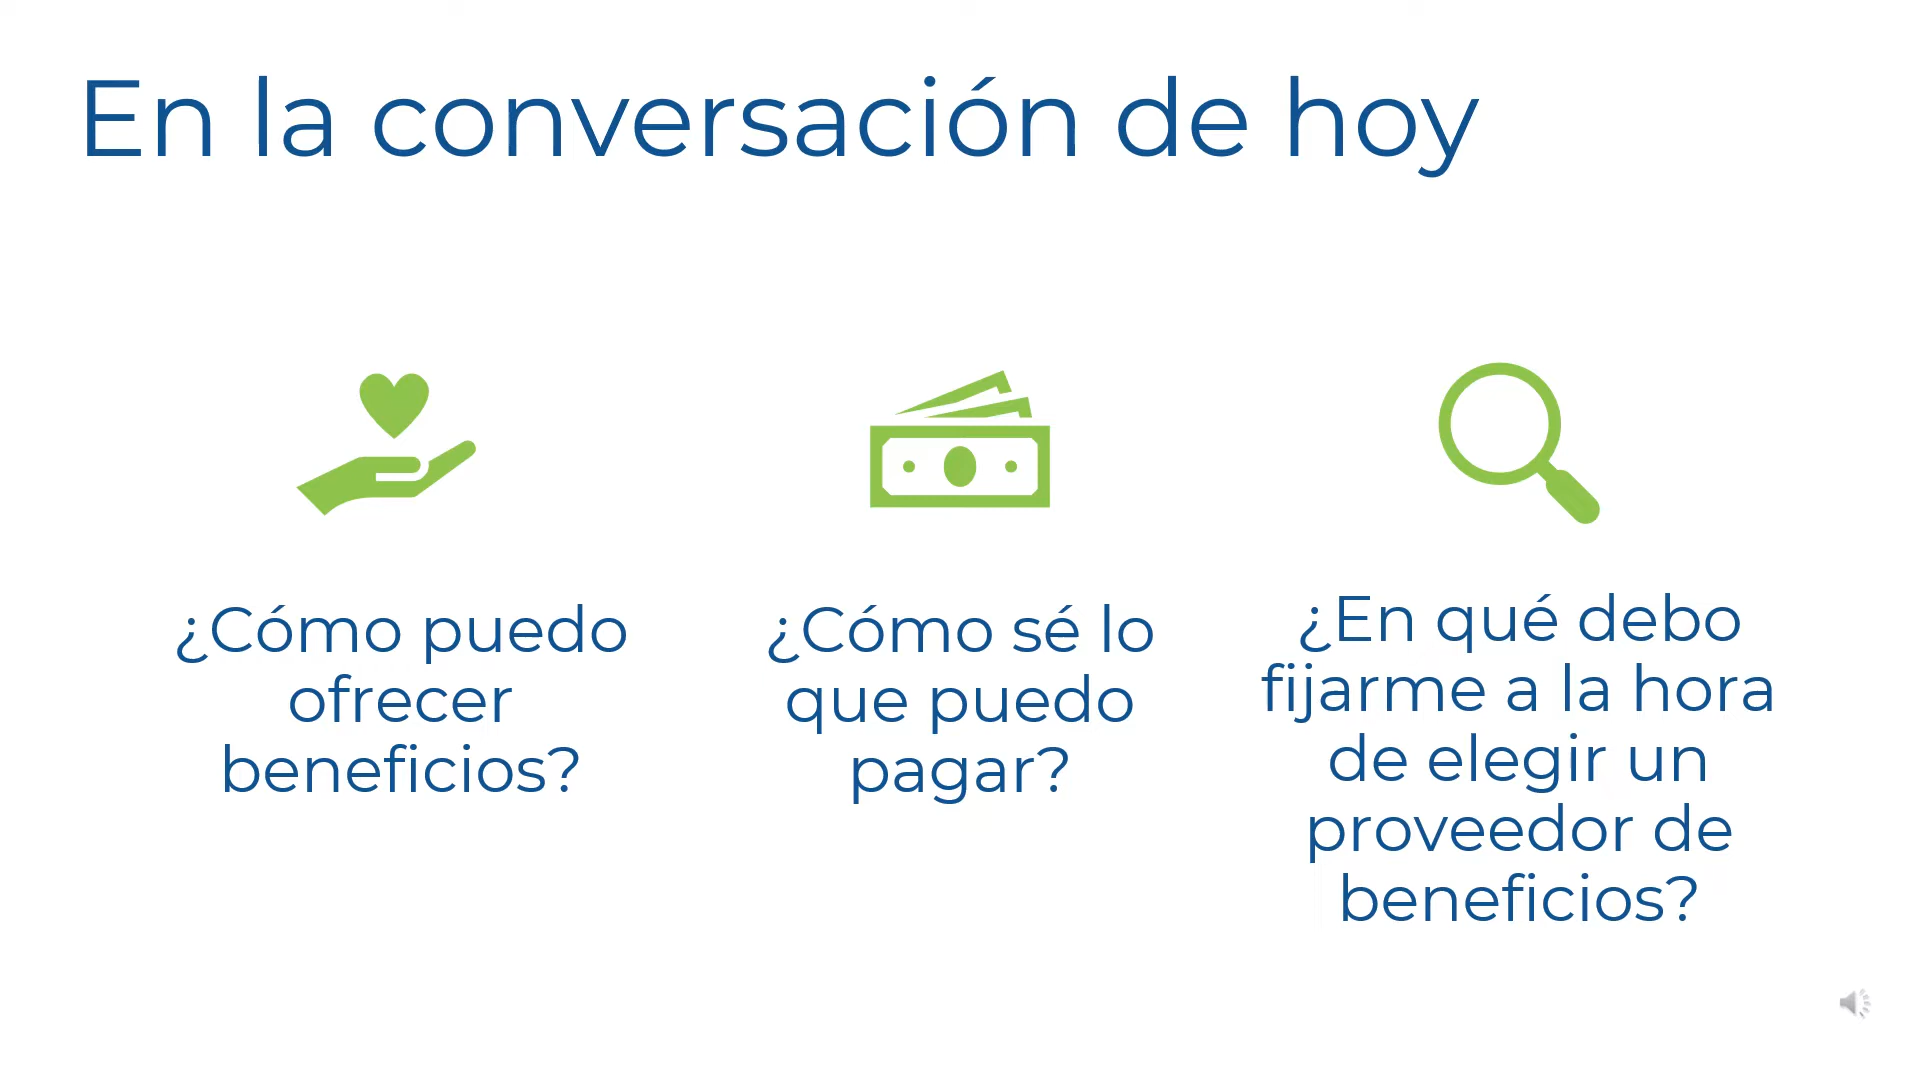 En la conversación de hoy
¿Cómo puedo
ofrecer
beneficios?
¿Cómo sé lo
que puedo
pagar?
¿En qué debo
fijarme a la hora
de elegir un
proveedor de
beneficios?